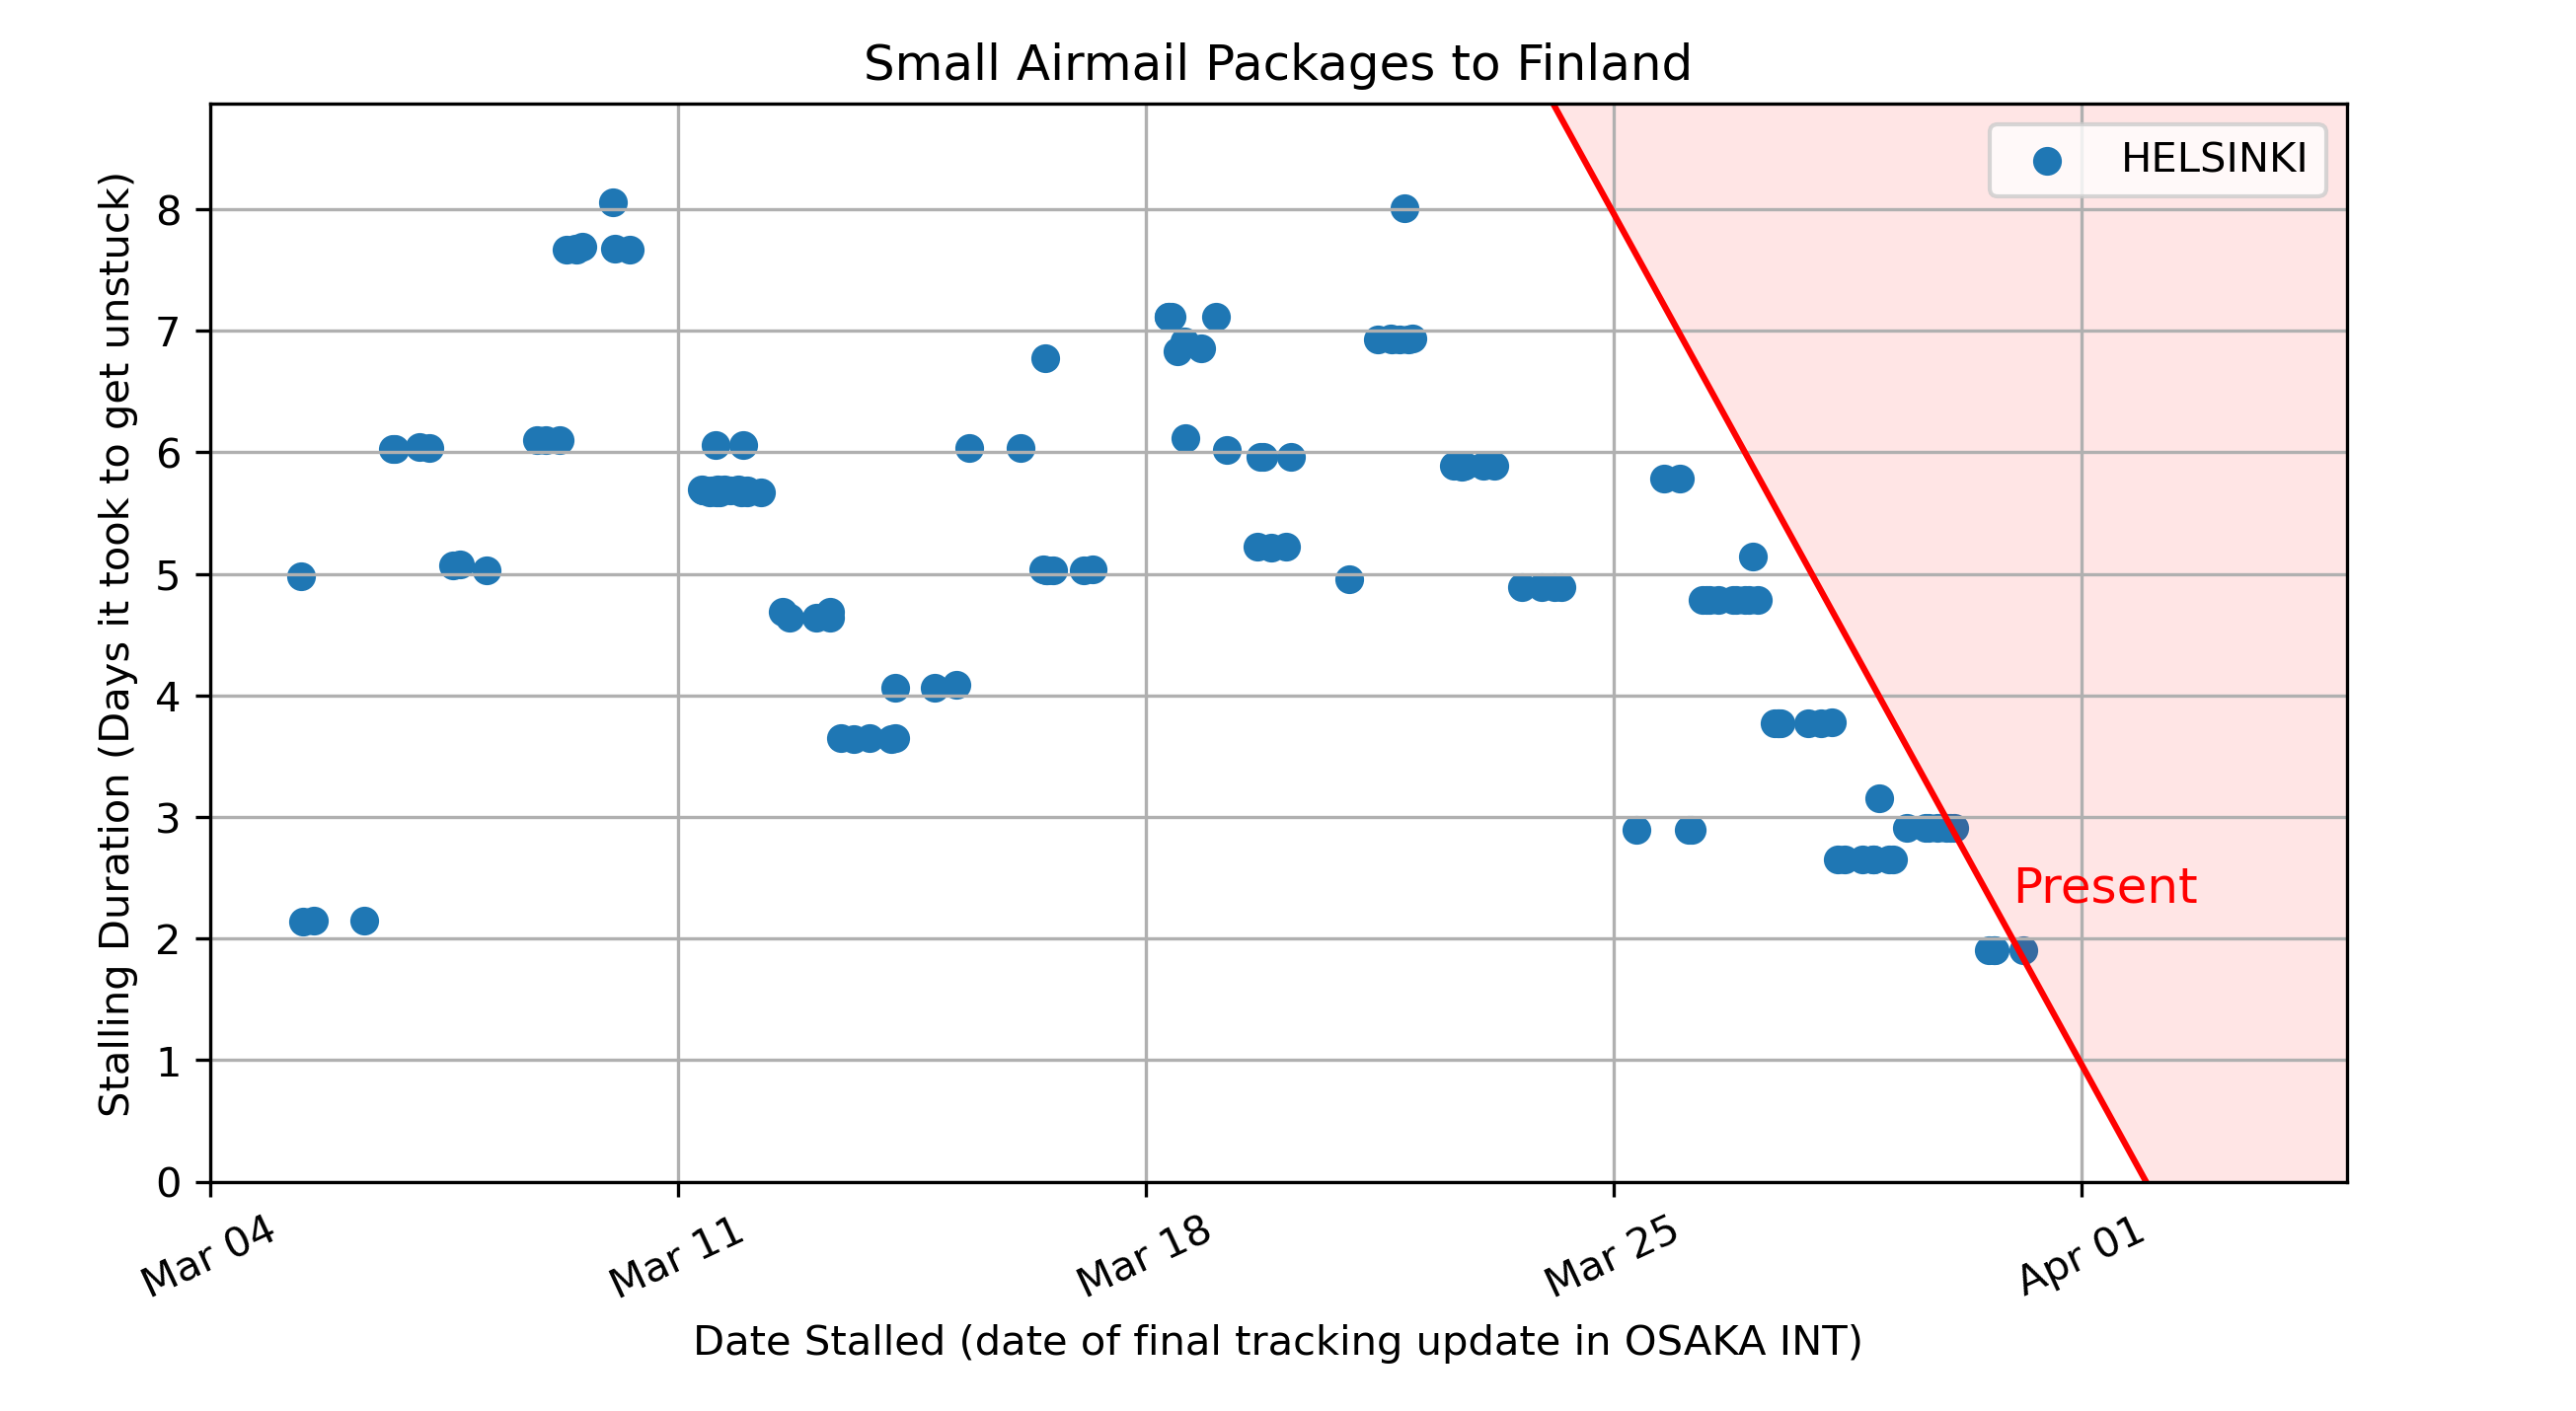 Small Airmail Packages to Finland
HELSINKI
Stalling Duration (Days it took to get unstuck)
8
7
6
5
4
3
2
1
0
Present
Mar 04
Mar 11
Mar 18
Mar 25
Apr 01
Date Stalled (date of final tracking update in OSAKA INT)